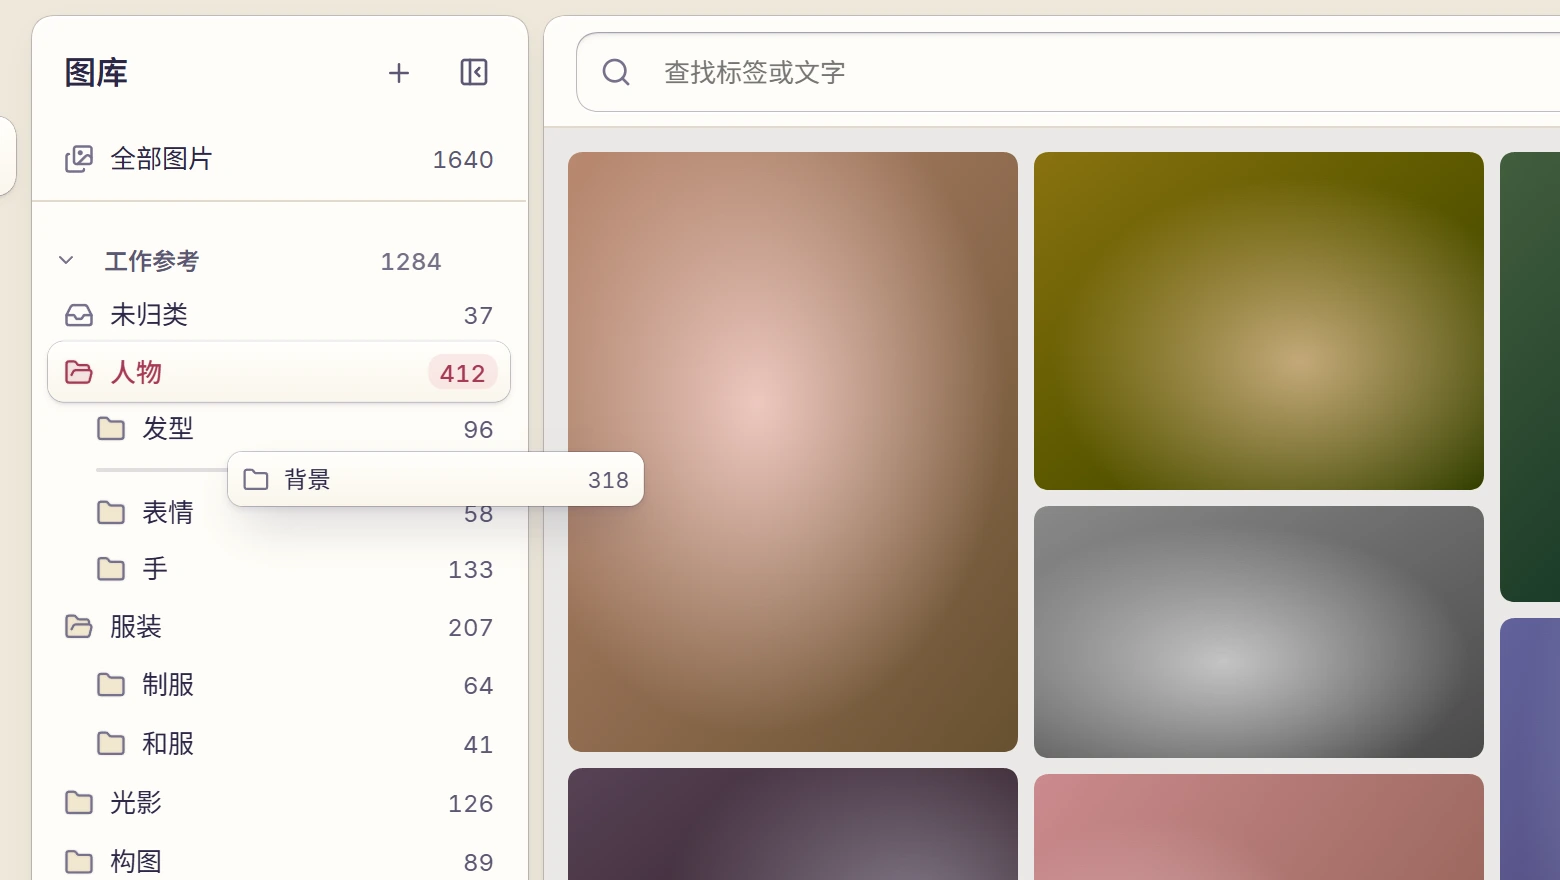 图库
查找标签或文字
全部图片 1640
工作参考 1284
未归类 37
人物 412
发型 96
背景 318
表情 58
手 133
服装 207
制服 64
和服 41
光影 126
构图 89